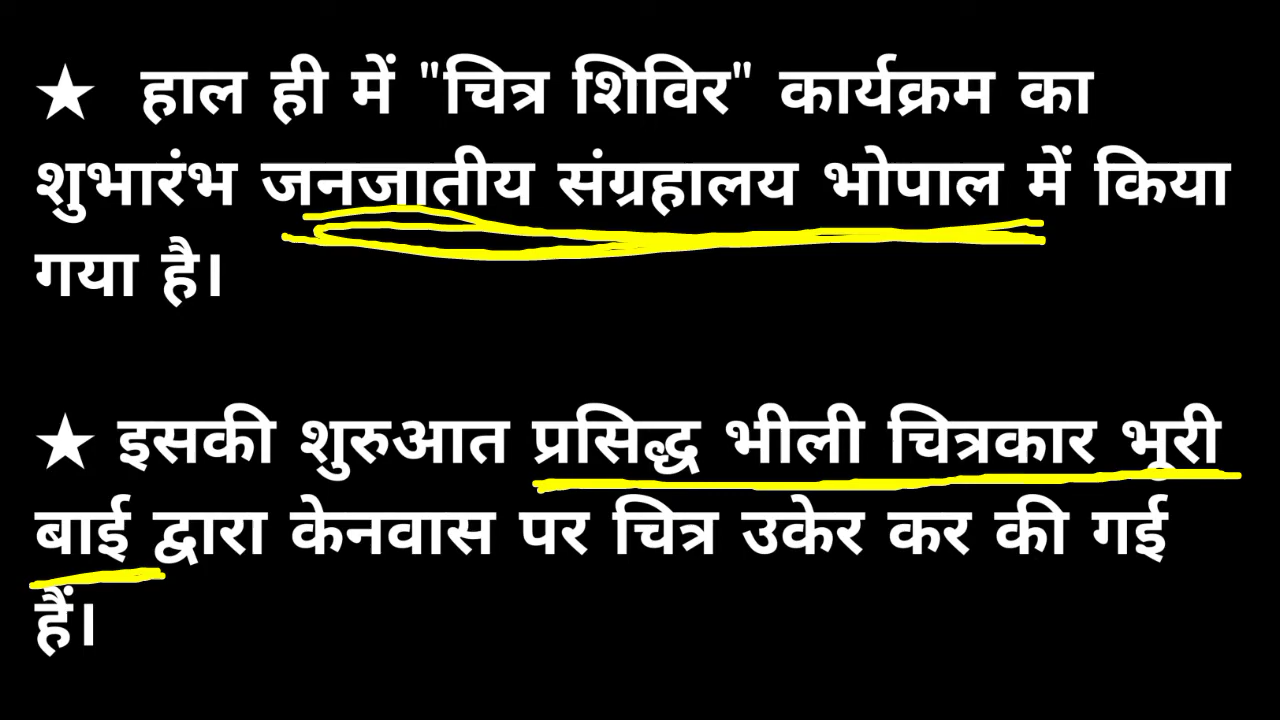 ★ हाल ही में "चित्र शिविर" कार्यक्रम का
शुभारंभ जनजातीय संग्रहालय भोपाल में किया
गया है।
★ इसकी शुरुआत प्रसिद्ध भीली चित्रकार भूरी
बाई द्वारा केनवास पर चित्र उकेर कर की गई
हैं।